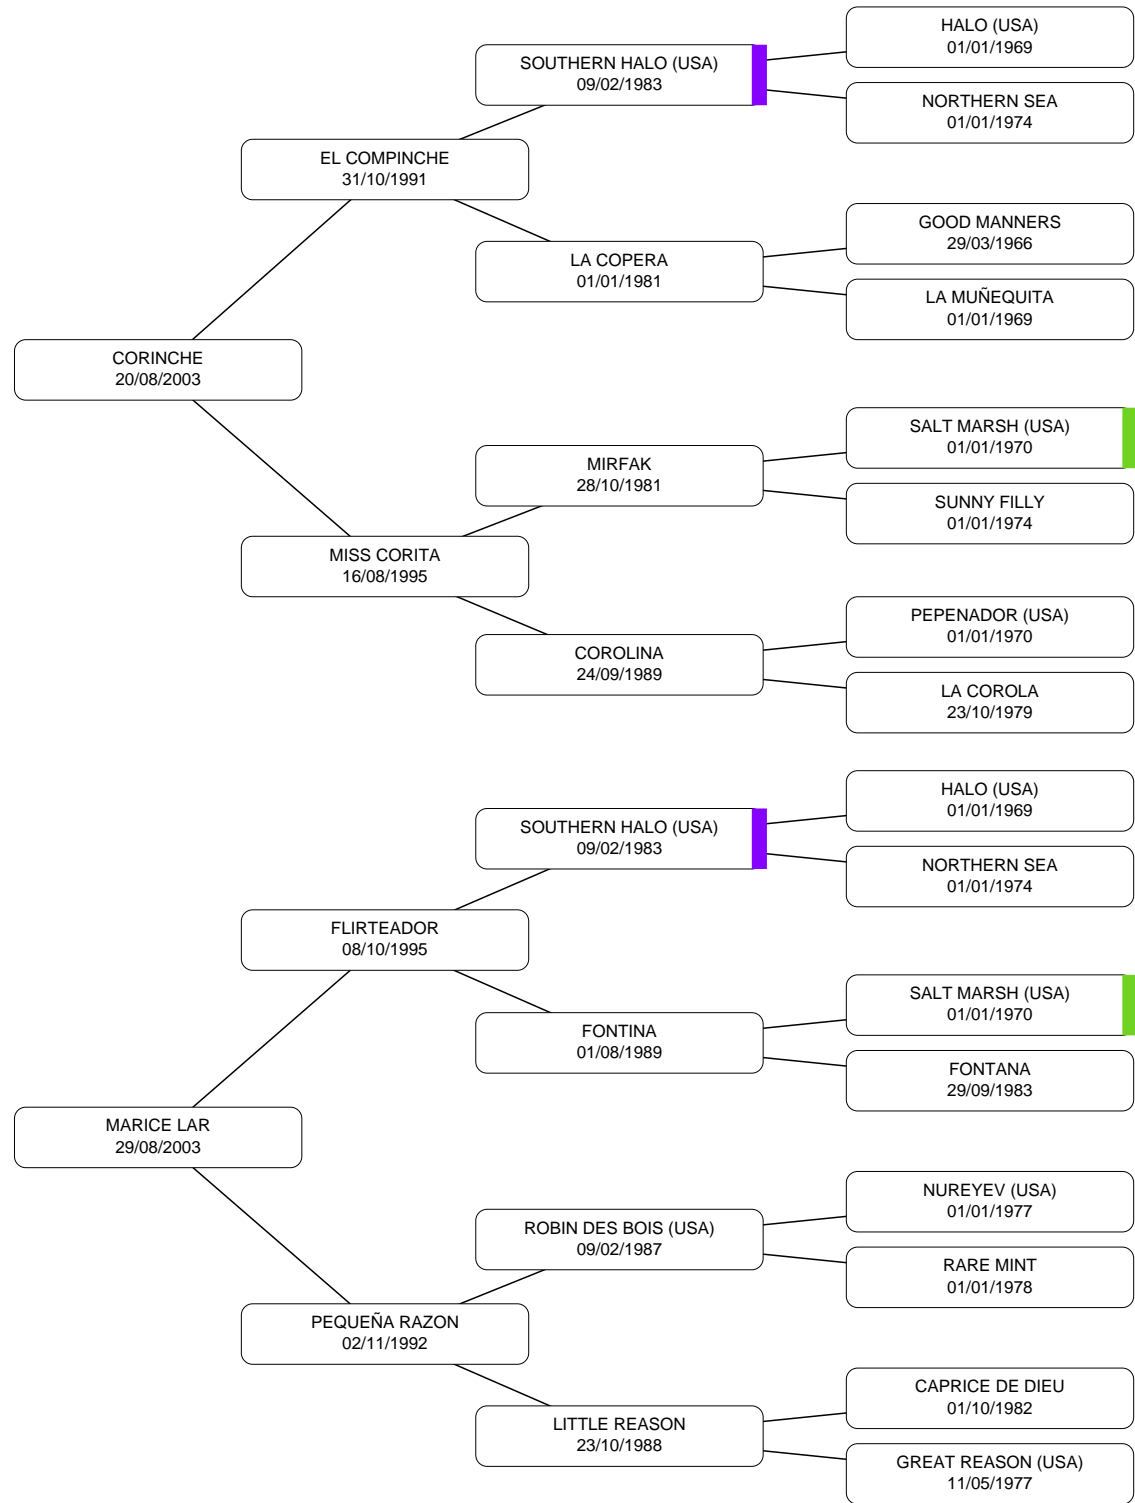 HALO (USA)
01/01/1969
SOUTHERN HALO (USA)
09/02/1983
NORTHERN SEA
01/01/1974
EL COMPINCHE
31/10/1991
GOOD MANNERS
29/03/1966
LA COPERA
01/01/1981
LA MUÑEQUITA
01/01/1969
CORINCHE
20/08/2003
SALT MARSH (USA)
01/01/1970
MIRFAK
28/10/1981
SUNNY FILLY
01/01/1974
MISS CORITA
16/08/1995
PEPENADOR (USA)
01/01/1970
COROLINA
24/09/1989
LA COROLA
23/10/1979
HALO (USA)
01/01/1969
SOUTHERN HALO (USA)
09/02/1983
NORTHERN SEA
01/01/1974
FLIRTEADOR
08/10/1995
SALT MARSH (USA)
01/01/1970
FONTINA
01/08/1989
FONTANA
29/09/1983
MARICE LAR
29/08/2003
NUREYEV (USA)
01/01/1977
ROBIN DES BOIS (USA)
09/02/1987
RARE MINT
01/01/1978
PEQUEÑA RAZON
02/11/1992
CAPRICE DE DIEU
01/10/1982
LITTLE REASON
23/10/1988
GREAT REASON (USA)
11/05/1977